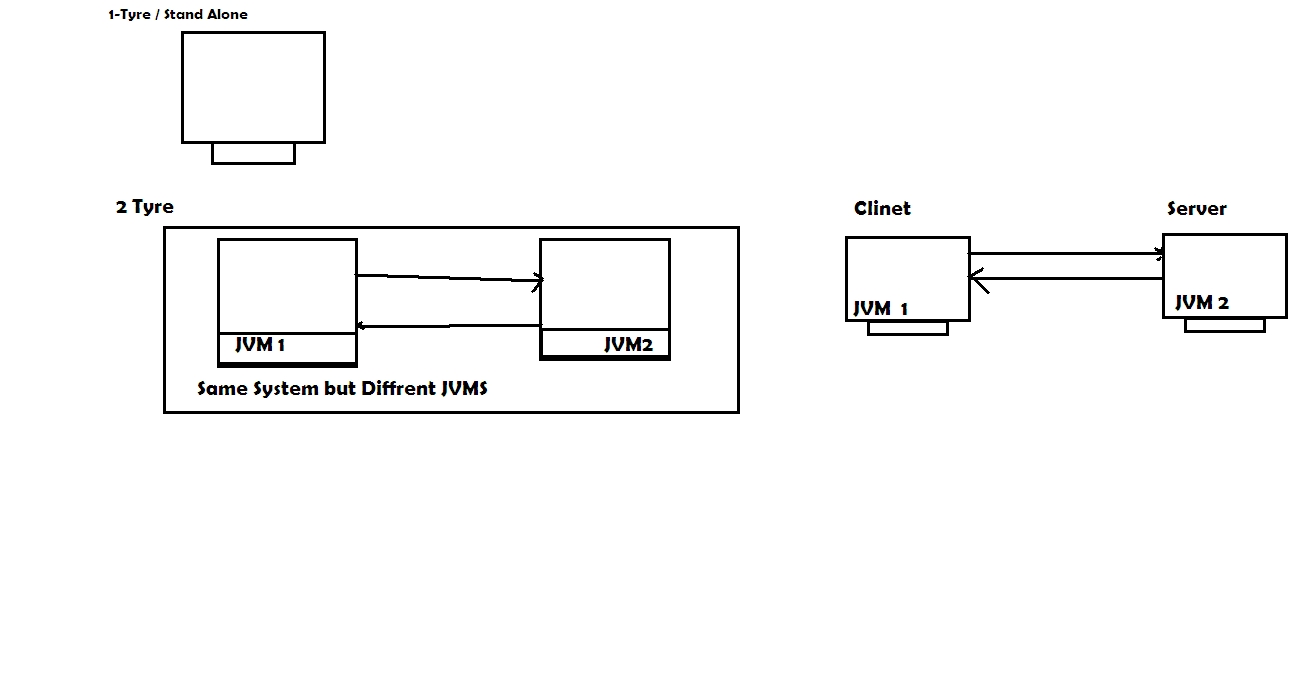 1-Tyre / Stand Alone
2 Tyre
JVM 1
JVM2
Same System but Diffrent JVMS
Clinet
Server
JVM 1
JVM 2